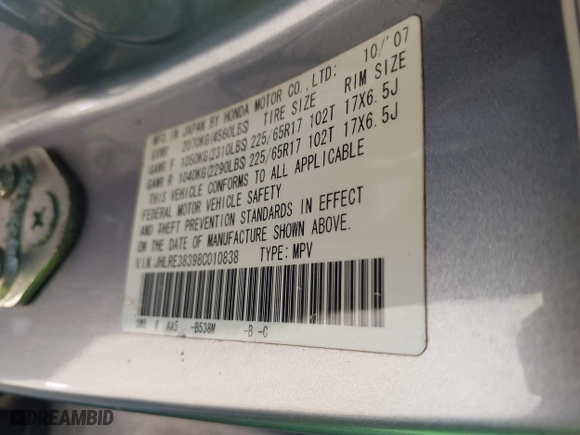 MFD IN JAPAN BY HONDA MOTOR CO.,LTD: 10/'07
GVWR 2070KG(4560LBS) TIRE SIZE RIM SIZE
GAWR F 1050KG(2310LBS) 225/65R17 102T 17X6.5J
GAWR R 1040KG(2290LBS) 225/65R17 102T 17X6.5J
THIS VEHICLE CONFORMS TO ALL APPLICABLE
FEDERAL MOTOR VEHICLE SAFETY
AND THEFT PREVENTION STANDARDS IN EFFECT
ON THE DATE OF MANUFACTURE SHOWN ABOVE.
V.I.N:JHLRE38398C010838 TYPE: MPV
AA5 -B538M -B -C
DREAMBID